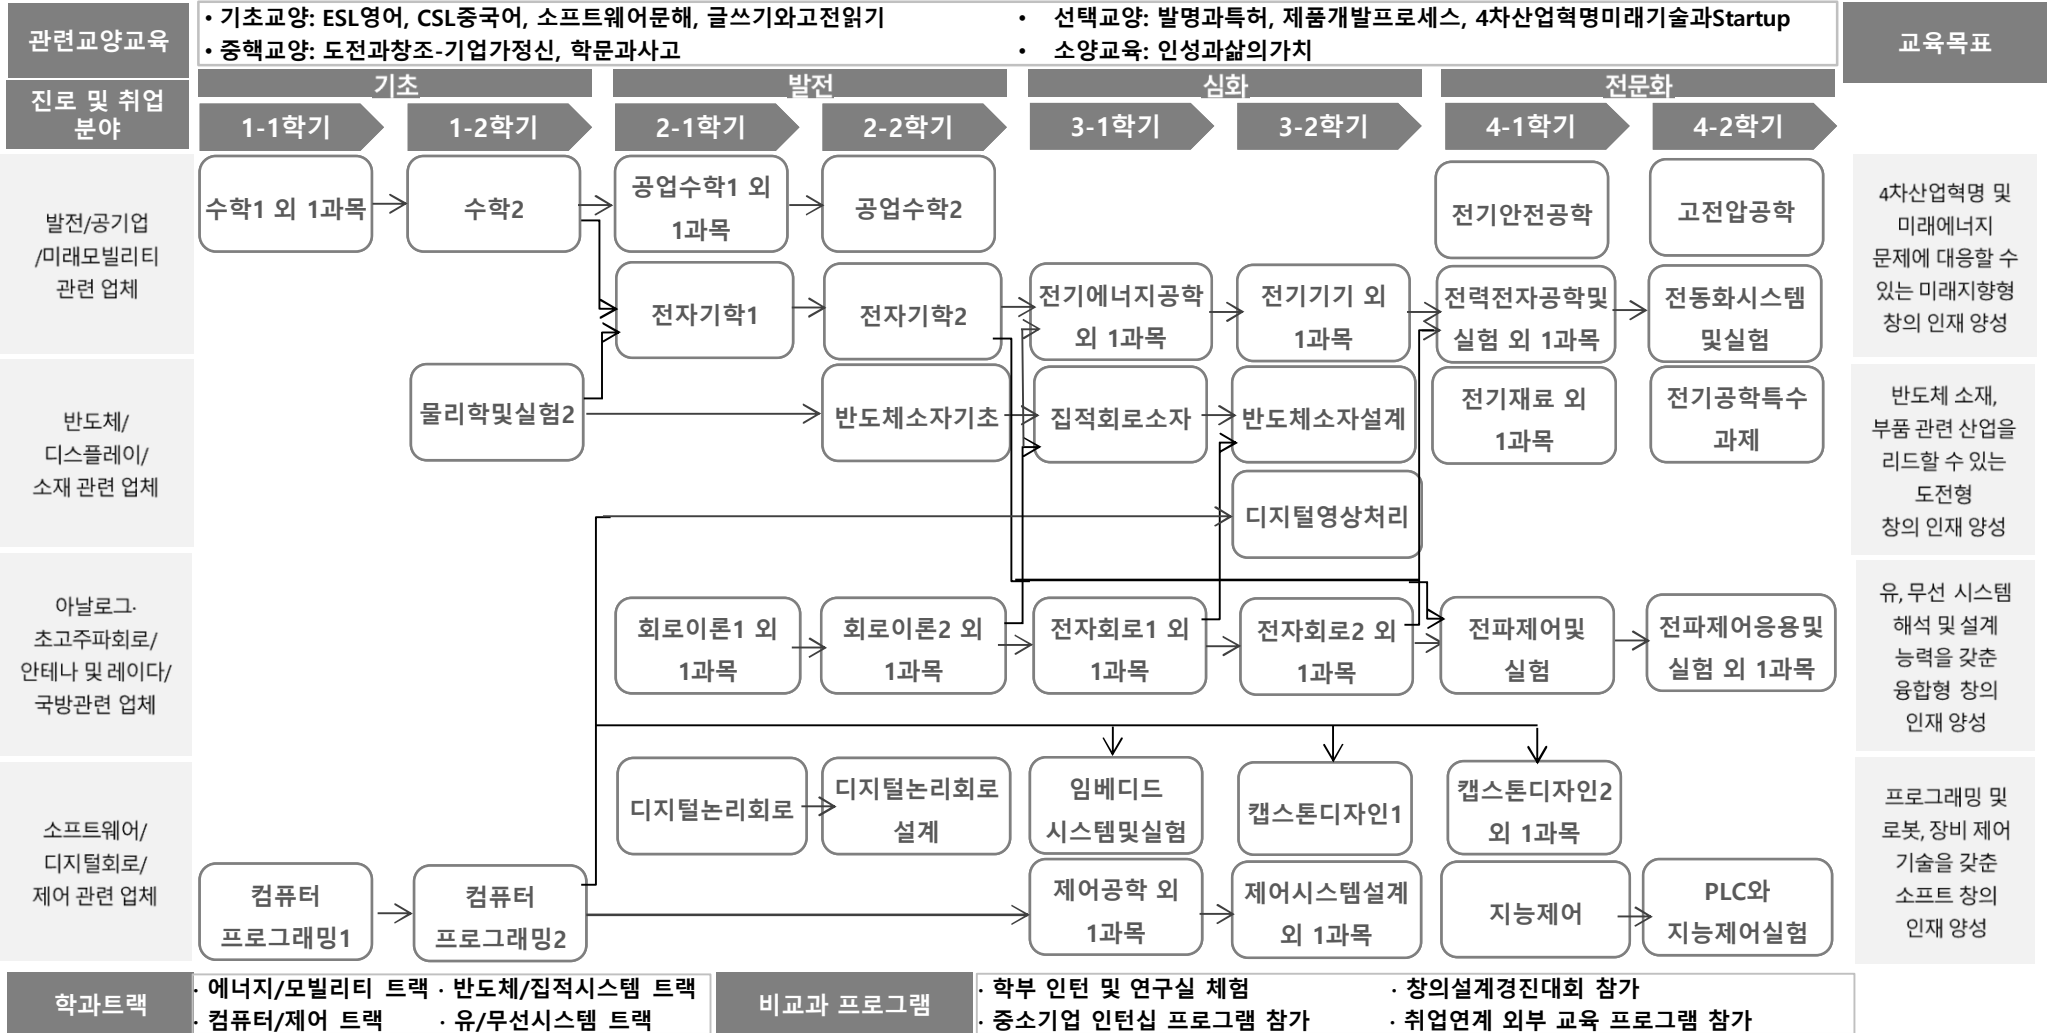 관련교양교육
• 기초교양: ESL영어, CSL중국어, 소프트웨어문해, 글쓰기와고전읽기
• 중핵교양: 도전과창조-기업가정신, 학문과사고
• 선택교양: 발명과특허, 제품개발프로세스, 4차산업혁명미래기술과Startup
• 소양교육: 인성과삶의가치
교육목표
진로 및 취업
분야
기초
발전
심화
전문화
1-1학기
1-2학기
2-1학기
2-2학기
3-1학기
3-2학기
4-1학기
4-2학기
발전/공기업
/미래모빌리티
관련 업체
수학1 외 1과목
수학2
공업수학1 외
1과목
공업수학2
전기안전공학
고전압공학
전자기학1
전자기학2
전기에너지공학
외 1과목
전기기기 외
1과목
전력전자공학및
실험 외 1과목
전동화시스템
및실험
4차산업혁명 및
미래에너지
문제에 대응할 수
있는 미래지향형
창의 인재 양성
반도체/
디스플레이/
소재 관련 업체
물리학및실험2
반도체소자기초
집적회로소자
반도체소자설계
전기재료 외
1과목
전기공학특수
과제
디지털영상처리
반도체 소재,
부품 관련 산업을
리드할 수 있는
도전형
창의 인재 양성
아날로그·
초고주파회로/
안테나 및 레이다/
국방관련 업체
회로이론1 외
1과목
회로이론2 외
1과목
전자회로1 외
1과목
전자회로2 외
1과목
전파제어및
실험
전파제어응용및
실험 외 1과목
유, 무선 시스템
해석 및 설계
능력을 갖춘
융합형 창의
인재 양성
소프트웨어/
디지털회로/
제어 관련 업체
디지털논리회로
디지털논리회로
설계
임베디드
시스템및실험
캡스톤디자인1
캡스톤디자인2
외 1과목
컴퓨터
프로그래밍1
컴퓨터
프로그래밍2
제어공학 외
1과목
제어시스템설계
외 1과목
지능제어
PLC와
지능제어실험
프로그래밍 및
로봇, 장비 제어
기술을 갖춘
소프트 창의
인재 양성
학과트랙
· 에너지/모빌리티 트랙 · 반도체/집적시스템 트랙
· 컴퓨터/제어 트랙 · 유/무선시스템 트랙
비교과 프로그램
· 학부 인턴 및 연구실 체험 · 창의설계경진대회 참가
· 중소기업 인턴십 프로그램 참가 · 취업연계 외부 교육 프로그램 참가